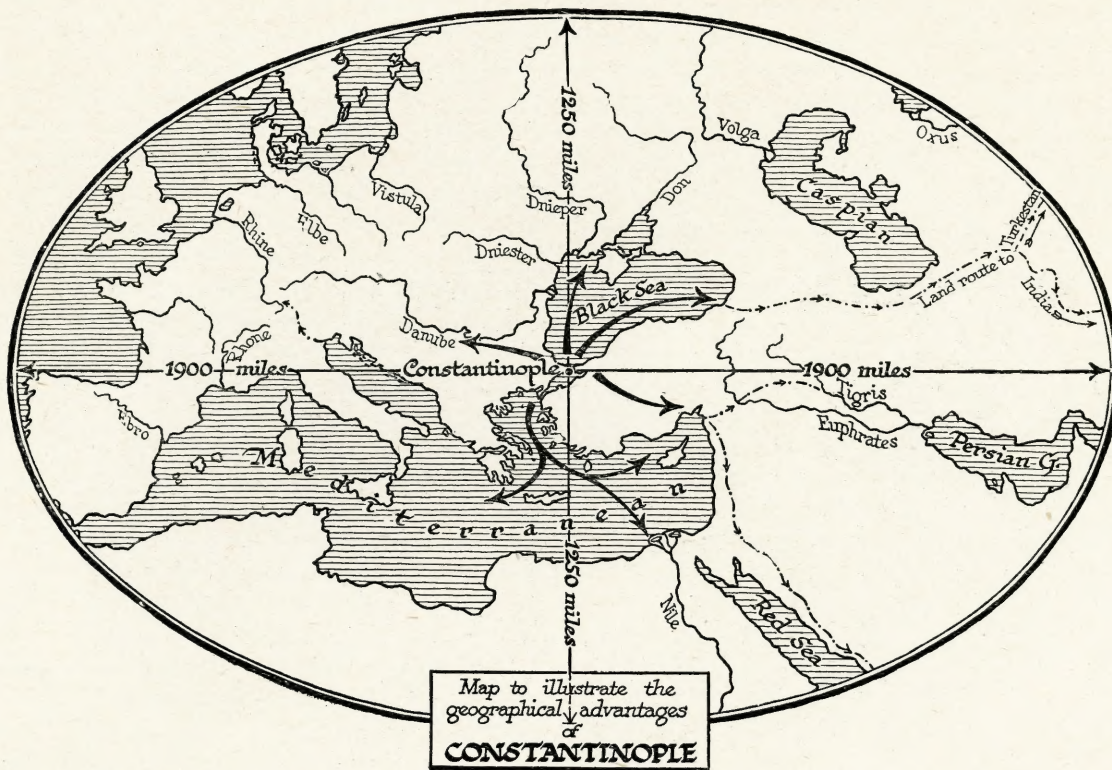 1250 miles
Volga
Oxus
Vistula
Dnieper
Don
Caspian
Elbe
Rhine
Dniester
Land route to Turkestan
Indias
Black Sea
Danube
Rhone
1900 miles
Constantinople
1900 miles
Tigris
Ebro
Euphrates
Persian G.
Mediterranean
1250 miles
Nile
Red Sea
Map to illustrate the
geographical advantages
of
CONSTANTINOPLE